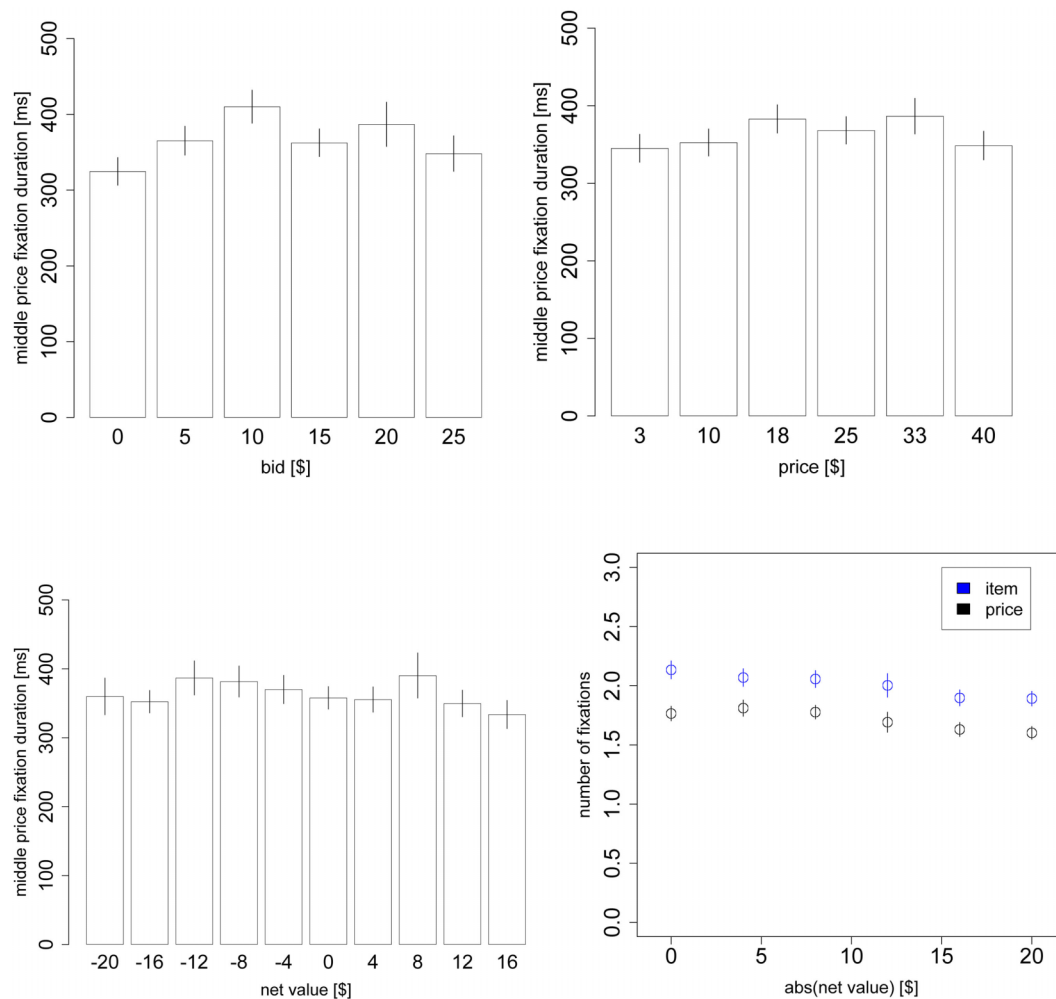 middle price fixation duration [ms]
500
400
300
200
100
0
0 5 10 15 20 25
bid [$]
middle price fixation duration [ms]
500
400
300
200
100
0
3 10 18 25 33 40
price [$]
middle price fixation duration [ms]
500
400
300
200
100
0
-20 -16 -12 -8 -4 0 4 8 12 16
net value [$]
number of fixations
3.0
2.5
2.0
1.5
1.0
0.5
0.0
item
price
0 5 10 15 20
abs(net value) [$]